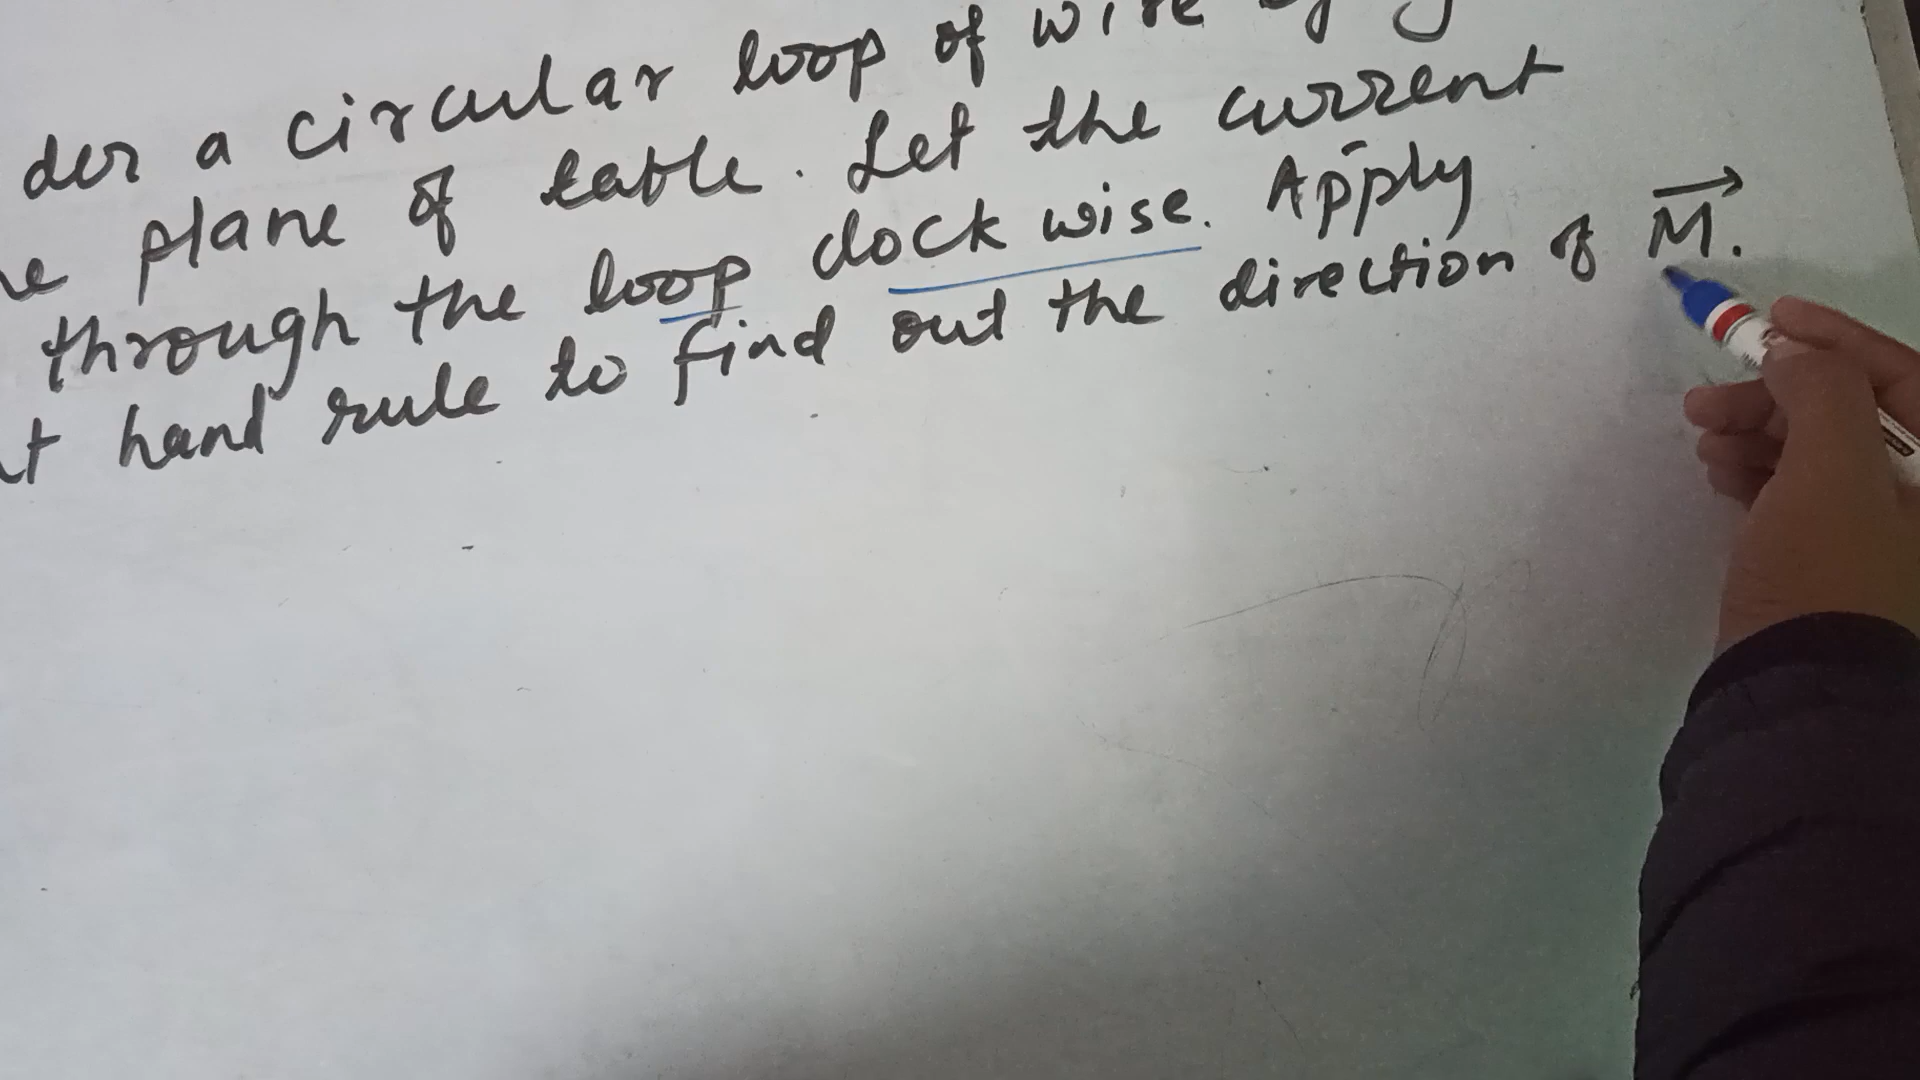 der a circular loop of wire
plane of table. Let the current
through the loop clock wise. Apply
hand rule to find out the direction of M⃗.